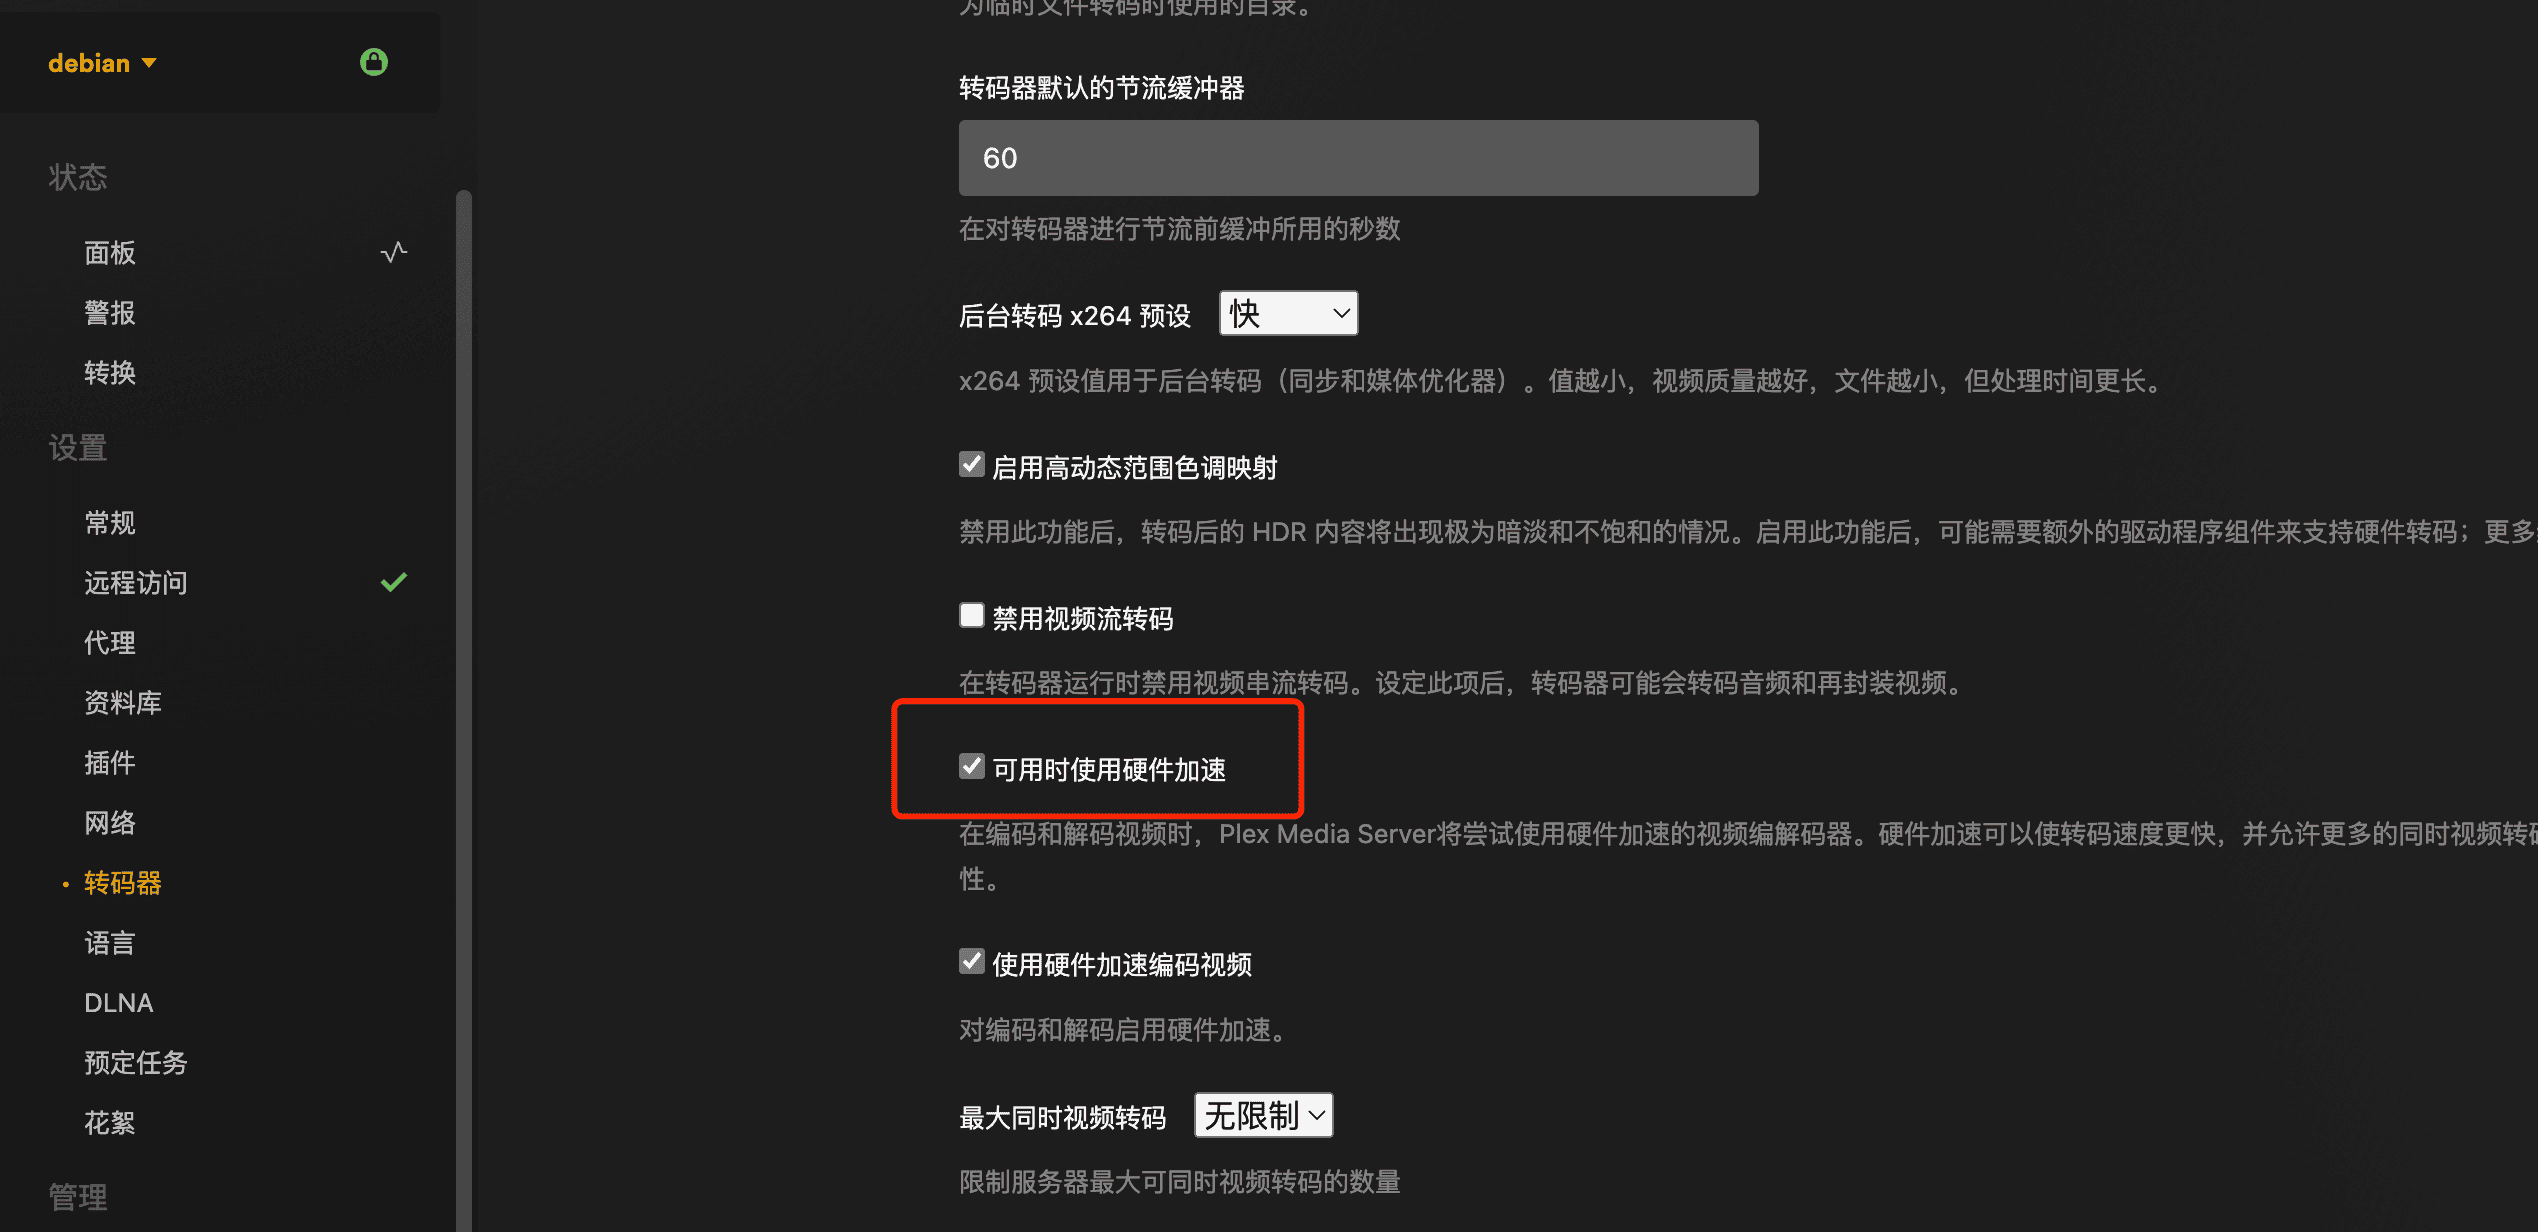 debian
状态
面板
警报
转换
设置
常规
远程访问
代理
资料库
插件
网络
转码器
语言
DLNA
预定任务
花絮
管理
为临时文件转码时使用的目录。
转码器默认的节流缓冲器
60
在对转码器进行节流前缓冲所用的秒数
后台转码 x264 预设 快
x264 预设值用于后台转码（同步和媒体优化器）。值越小，视频质量越好，文件越小，但处理时间更长。
启用高动态范围色调映射
禁用此功能后，转码后的 HDR 内容将出现极为暗淡和不饱和的情况。启用此功能后，可能需要额外的驱动程序组件来支持硬件转码；更多
禁用视频流转码
在转码器运行时禁用视频串流转码。设定此项后，转码器可能会转码音频和再封装视频。
可用时使用硬件加速
在编码和解码视频时，Plex Media Server将尝试使用硬件加速的视频编解码器。硬件加速可以使转码速度更快，并允许更多的同时视频转码
性。
使用硬件加速编码视频
对编码和解码启用硬件加速。
最大同时视频转码 无限制
限制服务器最大可同时视频转码的数量